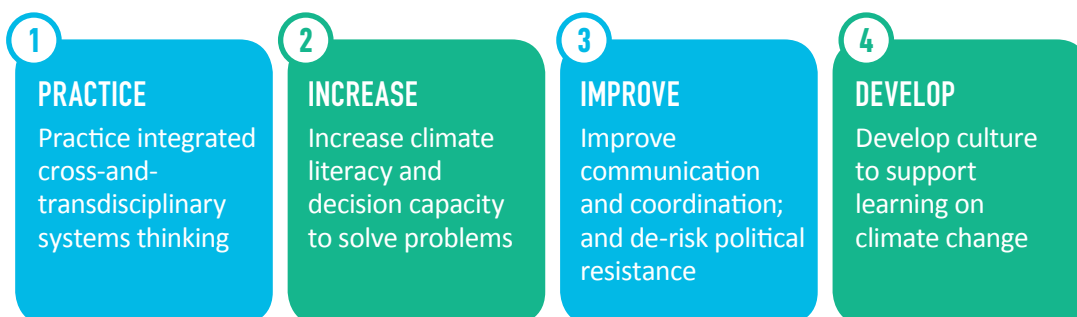 1
PRACTICE
Practice integrated
cross-and-
transdisciplinary
systems thinking
2
INCREASE
Increase climate
literacy and
decision capacity
to solve problems
3
IMPROVE
Improve
communication
and coordination;
and de-risk political
resistance
4
DEVELOP
Develop culture
to support
learning on
climate change